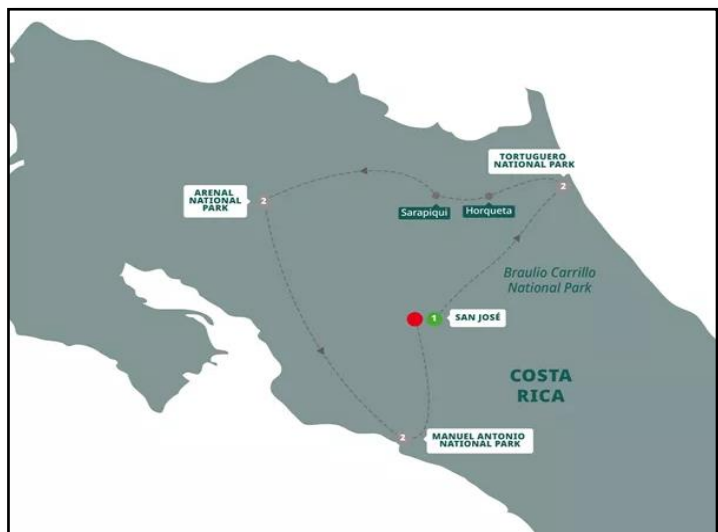 TORTUGUERO
NATIONAL PARK
2
ARENAL
NATIONAL
PARK
2
Sarapiqui
Horqueta
Braulio Carrillo
National Park
1
SAN JOSÉ
COSTA
RICA
2
MANUEL ANTONIO
NATIONAL PARK